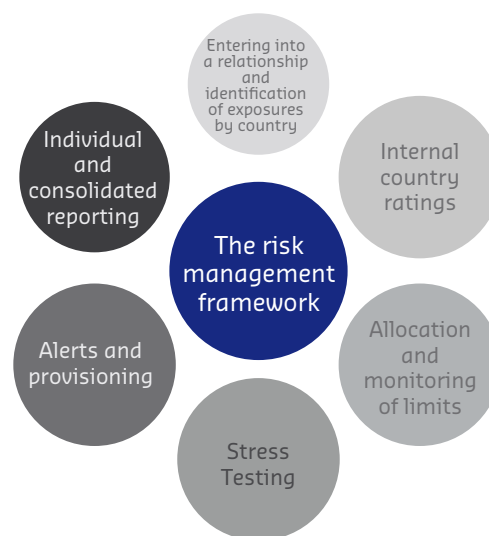 Entering into
a relationship
and
identification
of exposures
by country
Individual
and
consolidated
reporting
Internal
country
ratings
The risk
management
framework
Alerts and
provisioning
Allocation
and
monitoring
of limits
Stress
Testing